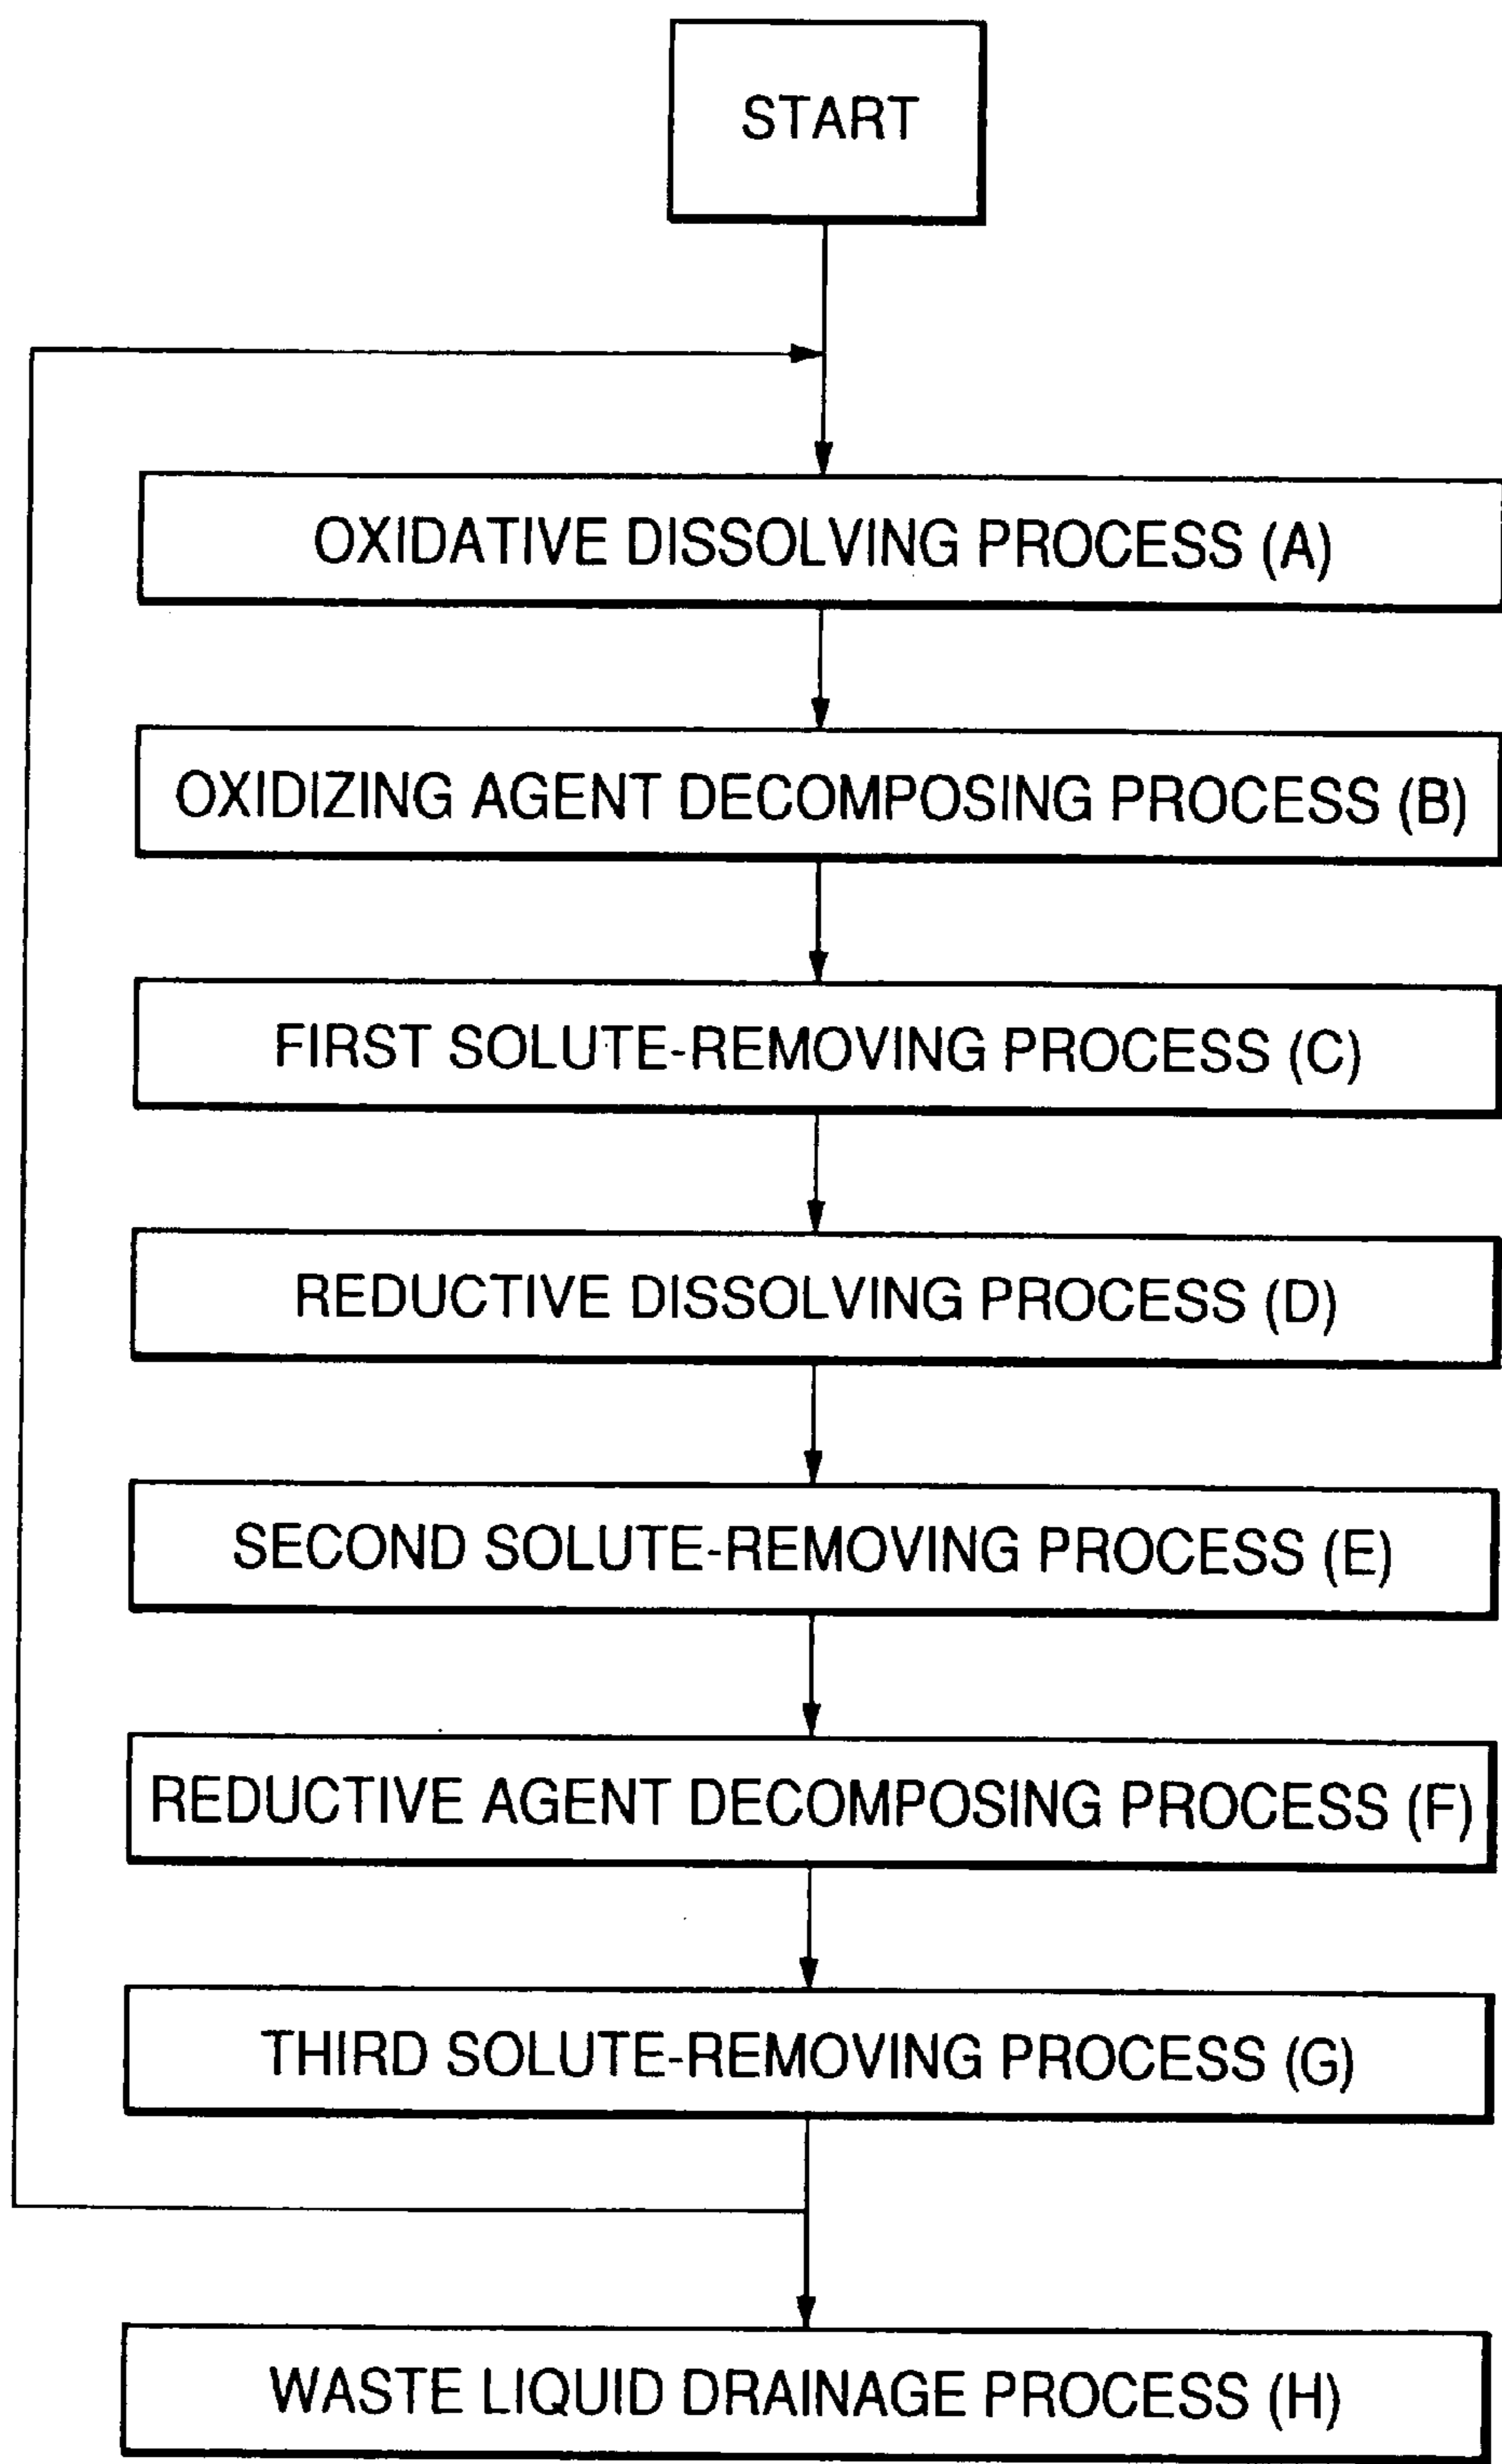 START
OXIDATIVE DISSOLVING PROCESS (A)
OXIDIZING AGENT DECOMPOSING PROCESS (B)
FIRST SOLUTE-REMOVING PROCESS (C)
REDUCTIVE DISSOLVING PROCESS (D)
SECOND SOLUTE-REMOVING PROCESS (E)
REDUCTIVE AGENT DECOMPOSING PROCESS (F)
THIRD SOLUTE-REMOVING PROCESS (G)
WASTE LIQUID DRAINAGE PROCESS (H)